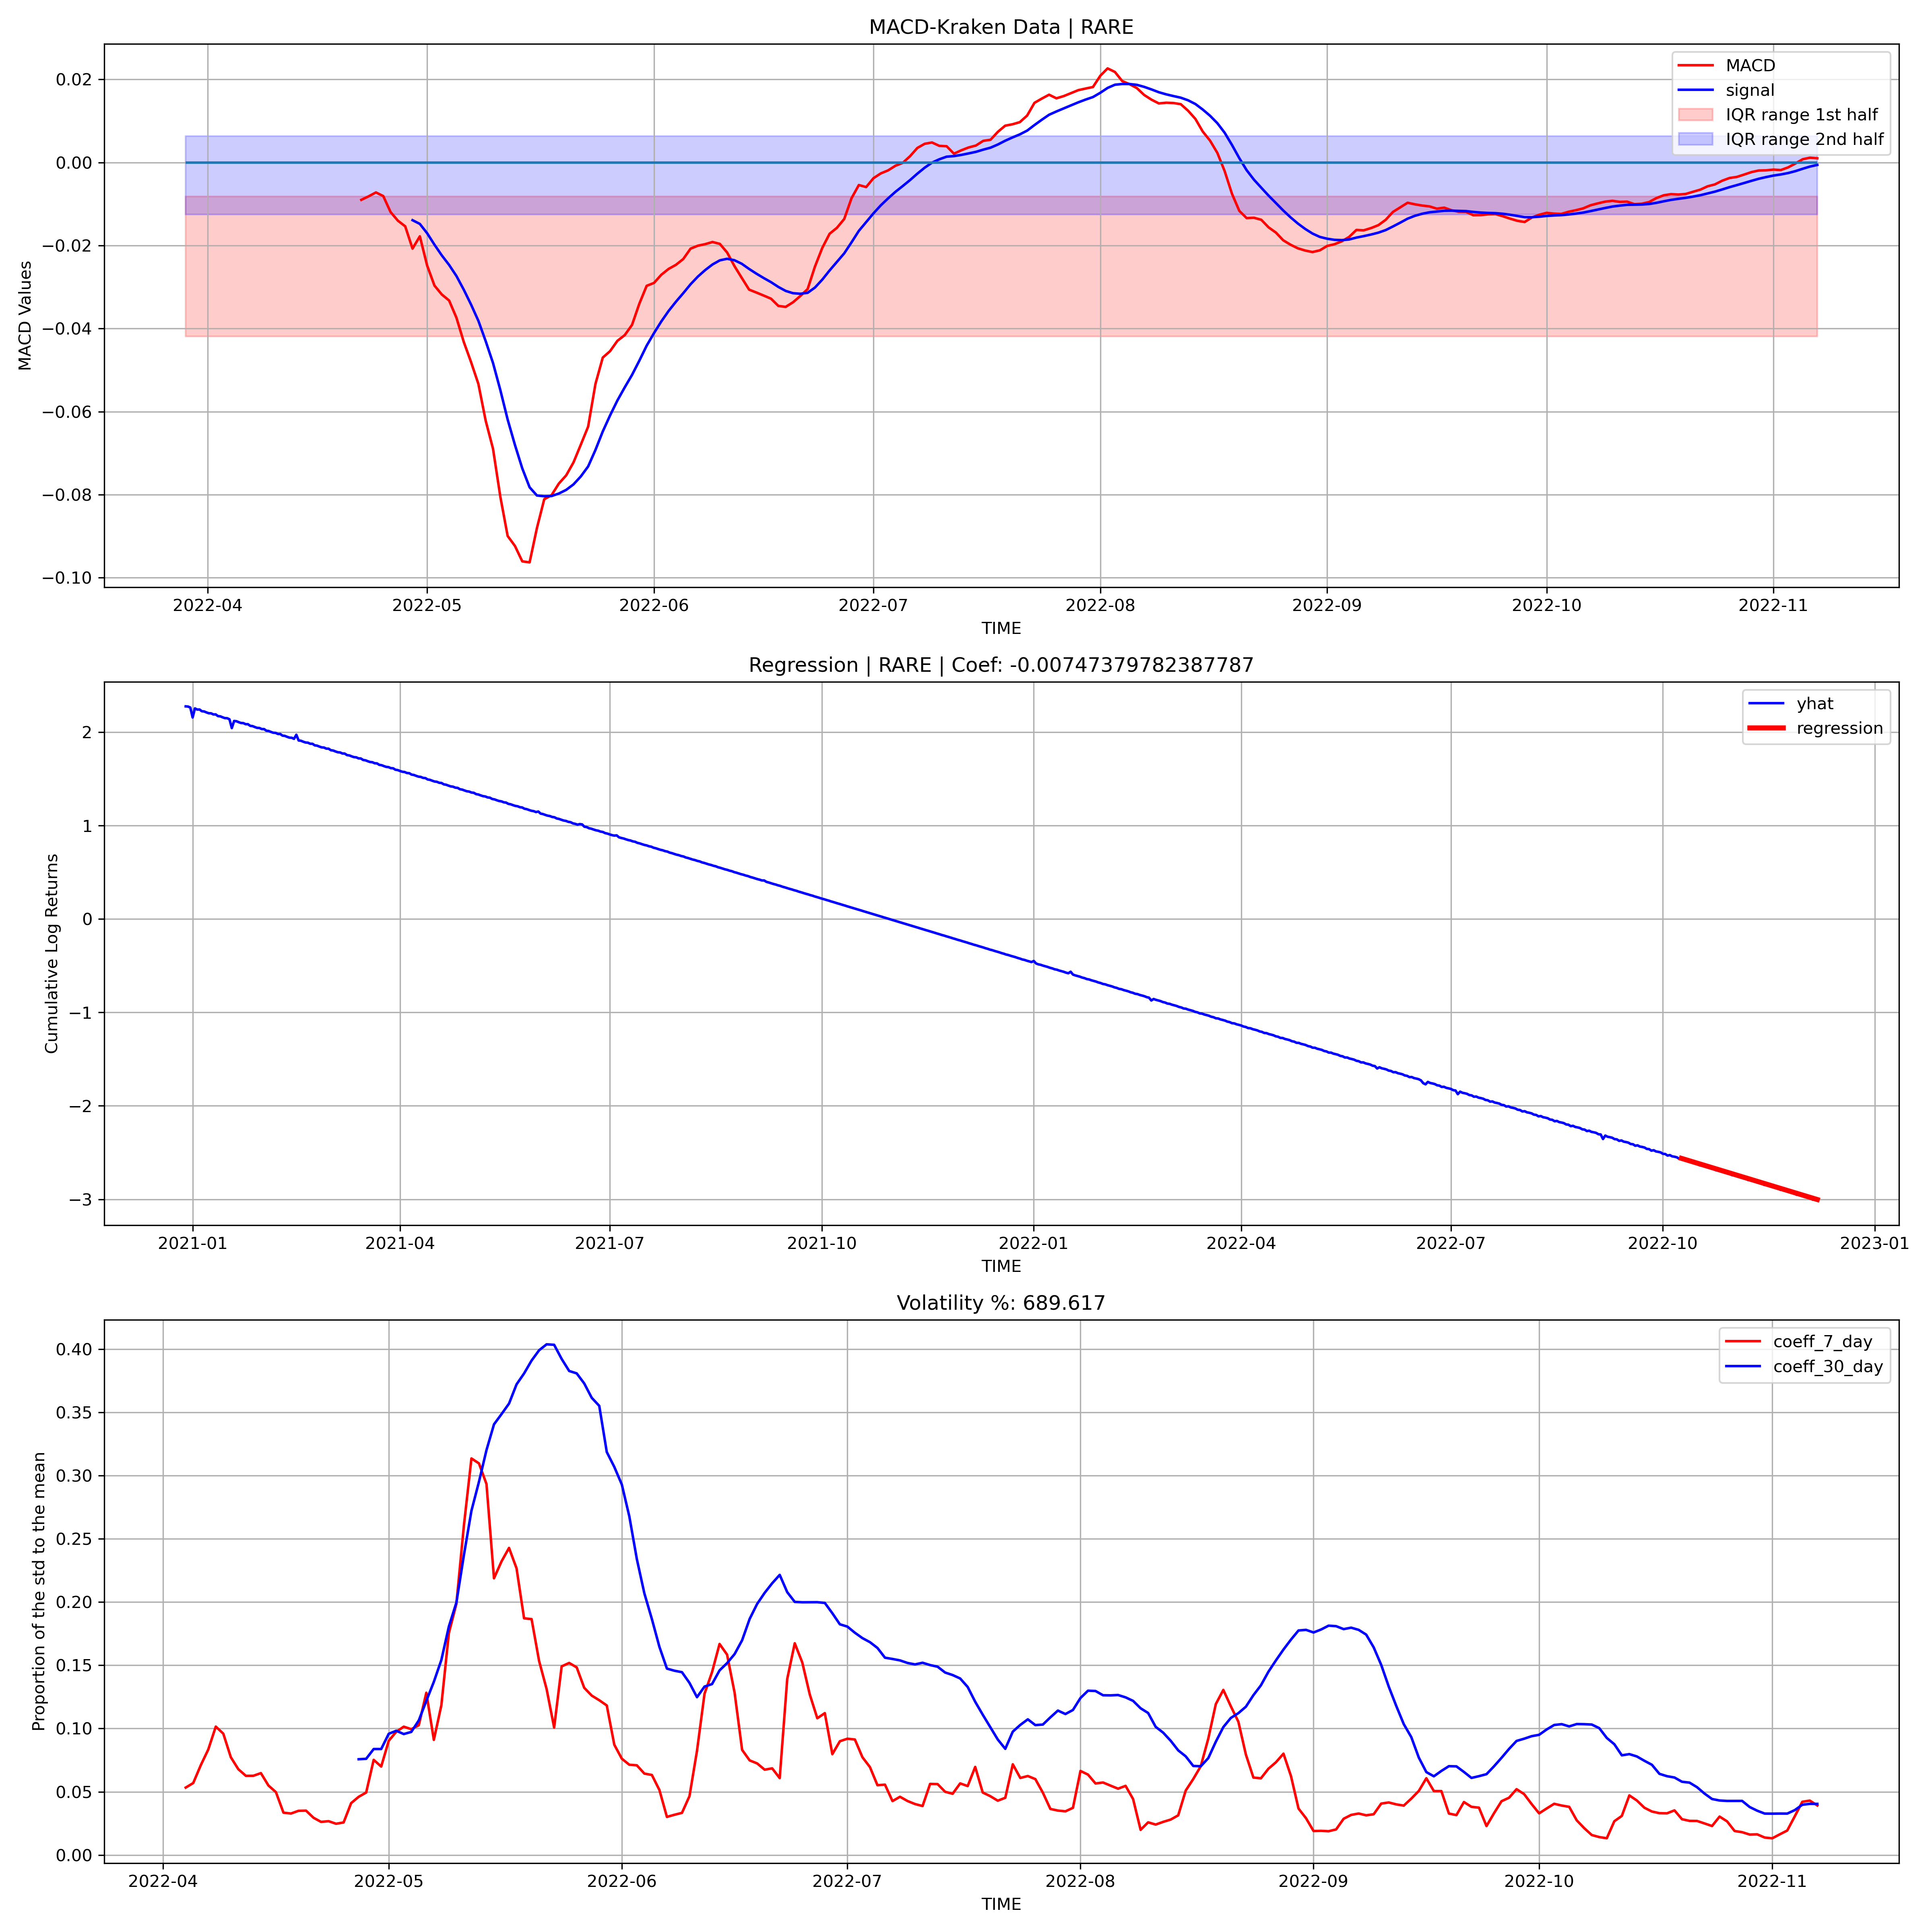 MACD-Kraken Data | RARE
MACD
signal
IQR range 1st half
IQR range 2nd half
0.02
0.00
−0.02
−0.04
−0.06
−0.08
−0.10
MACD Values
2022-04 2022-05 2022-06 2022-07 2022-08 2022-09 2022-10 2022-11
TIME
Regression | RARE | Coef: -0.00747379782387787
yhat
regression
2
1
0
−1
−2
−3
Cumulative Log Returns
2021-01 2021-04 2021-07 2021-10 2022-01 2022-04 2022-07 2022-10 2023-01
TIME
Volatility %: 689.617
coeff_7_day
coeff_30_day
0.40
0.35
0.30
0.25
0.20
0.15
0.10
0.05
0.00
Proportion of the std to the mean
2022-04 2022-05 2022-06 2022-07 2022-08 2022-09 2022-10 2022-11
TIME